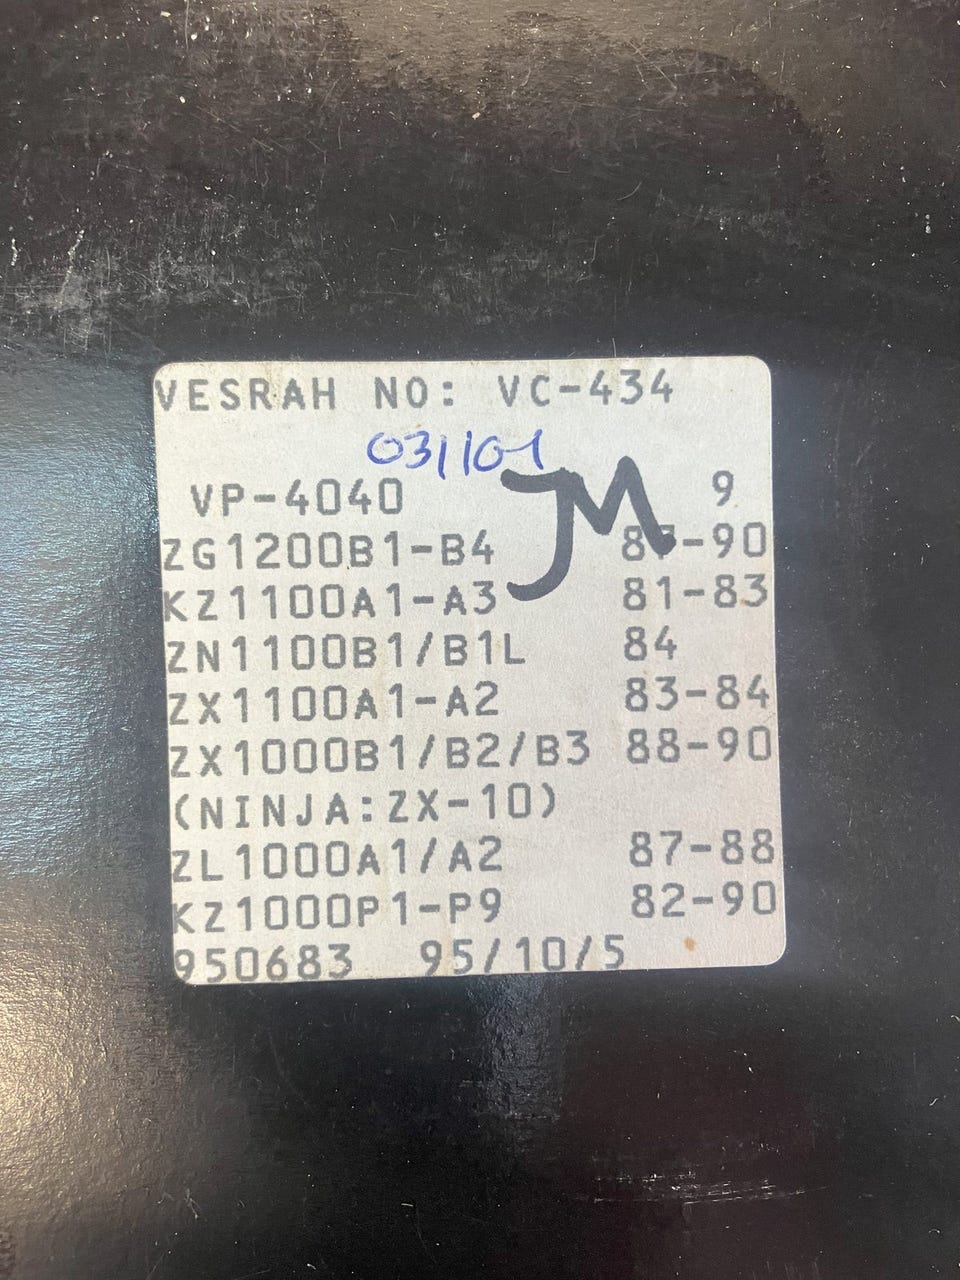 VESRAH NO: VC-434
031101
VP-4040 9
JM
ZG1200B1-B4
KZ1100A1-A3 81-83
ZN1100B1/B1L 84
ZX1100A1-A2 83-84
ZX1000B1/B2/B3 88-90
(NINJA:ZX-10)
ZL1000A1/A2 87-88
KZ1000P1-P9 82-90
950683 95/10/5